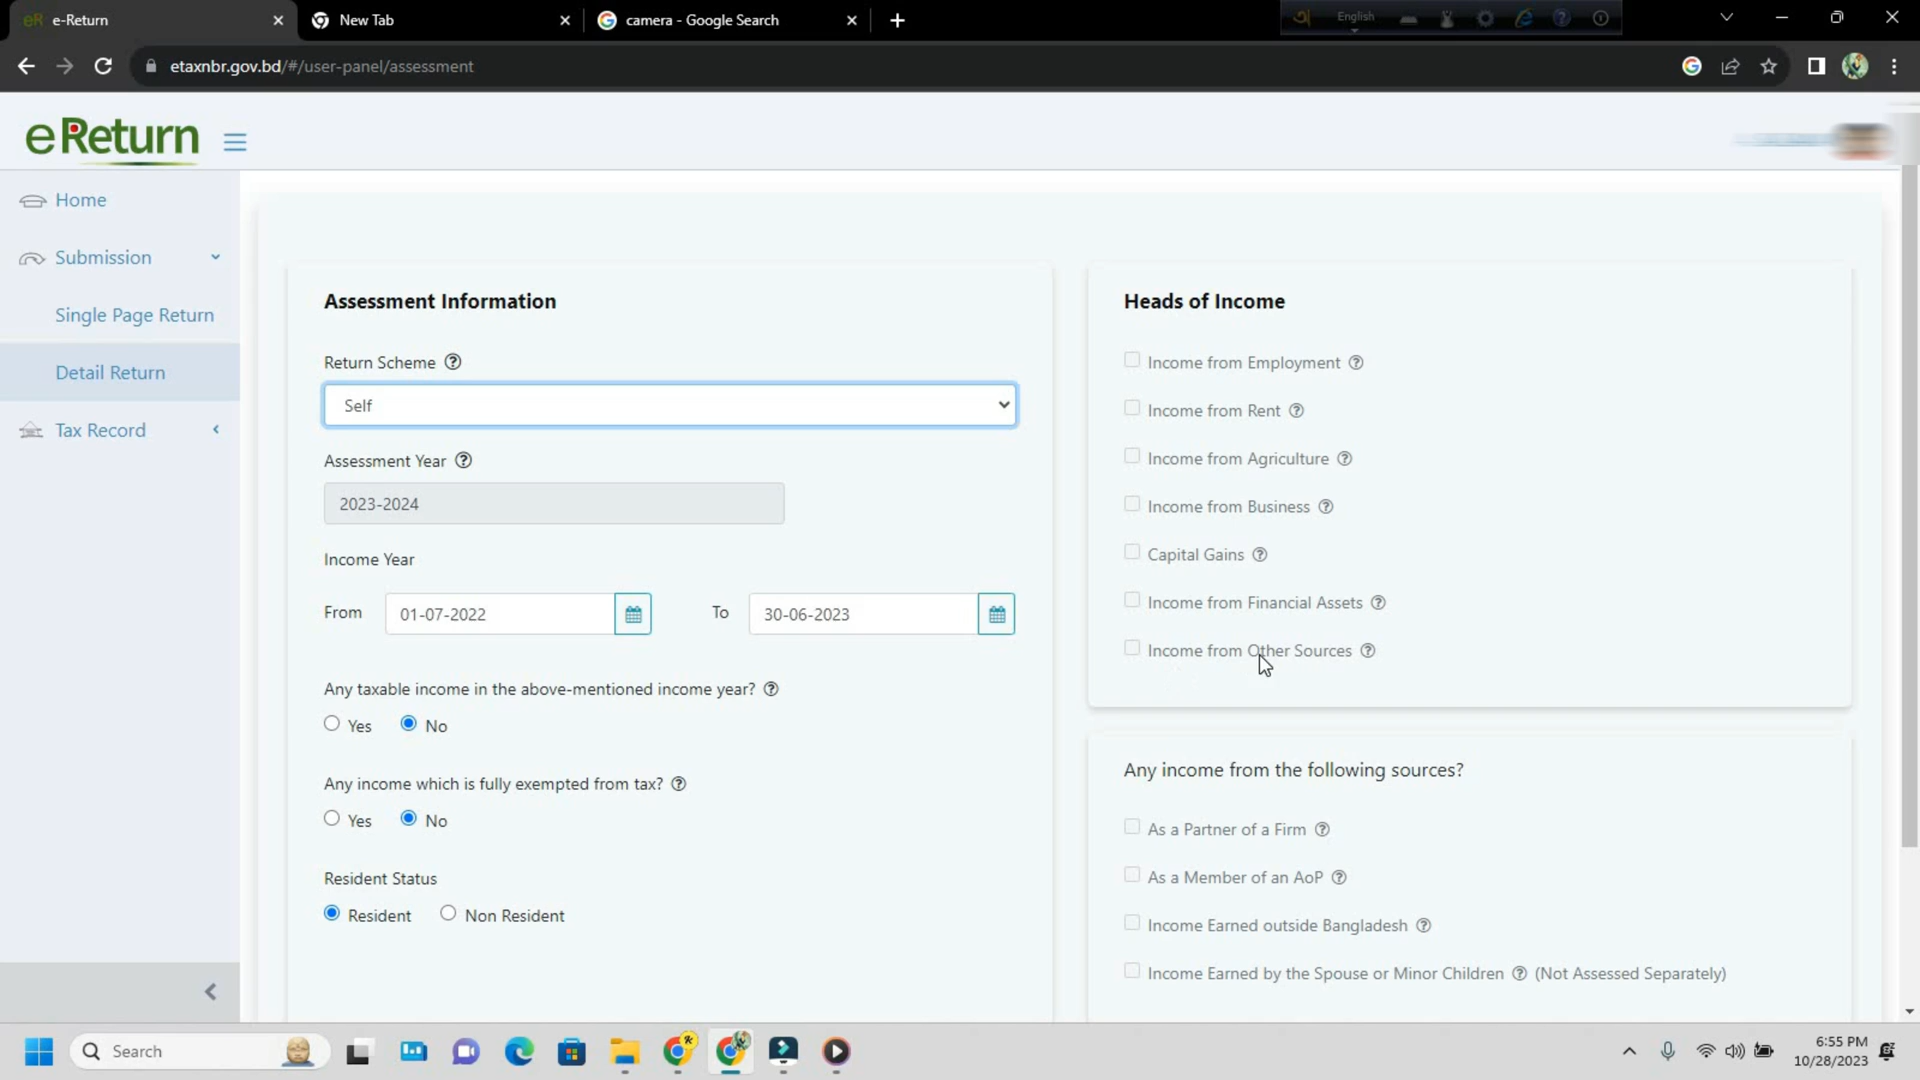 e-Return
New Tab
camera - Google Search
English
etaxnbr.gov.bd/#/user-panel/assessment
eReturn
Home
Submission
Single Page Return
Detail Return
Tax Record
Assessment Information
Return Scheme
Self
Assessment Year
2023-2024
Income Year
From 01-07-2022 To 30-06-2023
Any taxable income in the above-mentioned income year?
Yes No
Any income which is fully exempted from tax?
Yes No
Resident Status
Resident Non Resident
Heads of Income
Income from Employment
Income from Rent
Income from Agriculture
Income from Business
Capital Gains
Income from Financial Assets
Income from Other Sources
Any income from the following sources?
As a Partner of a Firm
As a Member of an AoP
Income Earned outside Bangladesh
Income Earned by the Spouse or Minor Children (Not Assessed Separately)
Search
6:55 PM
10/28/2023